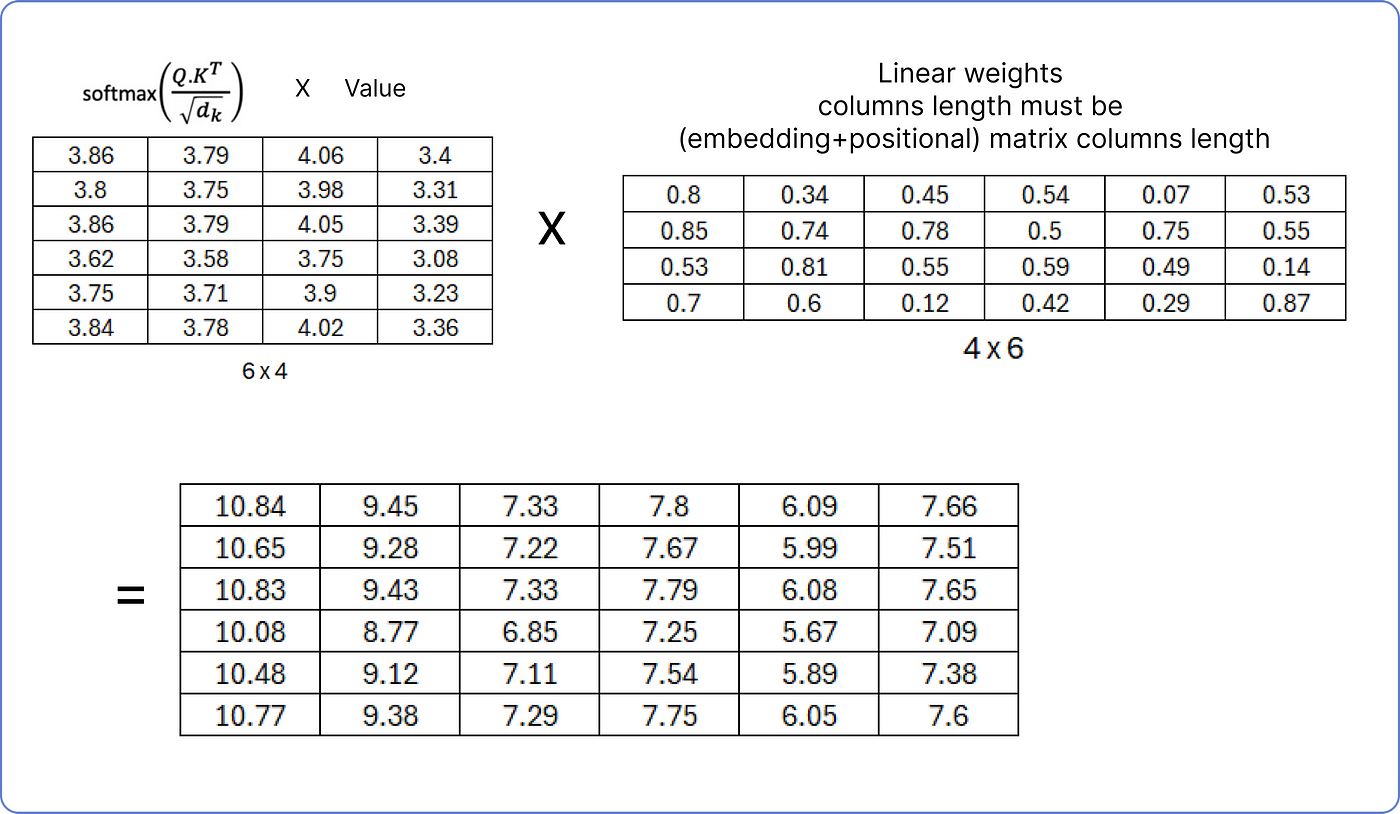 softmax(Q.K^T / √d_k) X Value
3.86 3.79 4.06 3.4
3.8 3.75 3.98 3.31
3.86 3.79 4.05 3.39
3.62 3.58 3.75 3.08
3.75 3.71 3.9 3.23
3.84 3.78 4.02 3.36
6 x 4
X
Linear weights
columns length must be
(embedding+positional) matrix columns length
0.8 0.34 0.45 0.54 0.07 0.53
0.85 0.74 0.78 0.5 0.75 0.55
0.53 0.81 0.55 0.59 0.49 0.14
0.7 0.6 0.12 0.42 0.29 0.87
4 x 6
=
10.84 9.45 7.33 7.8 6.09 7.66
10.65 9.28 7.22 7.67 5.99 7.51
10.83 9.43 7.33 7.79 6.08 7.65
10.08 8.77 6.85 7.25 5.67 7.09
10.48 9.12 7.11 7.54 5.89 7.38
10.77 9.38 7.29 7.75 6.05 7.6